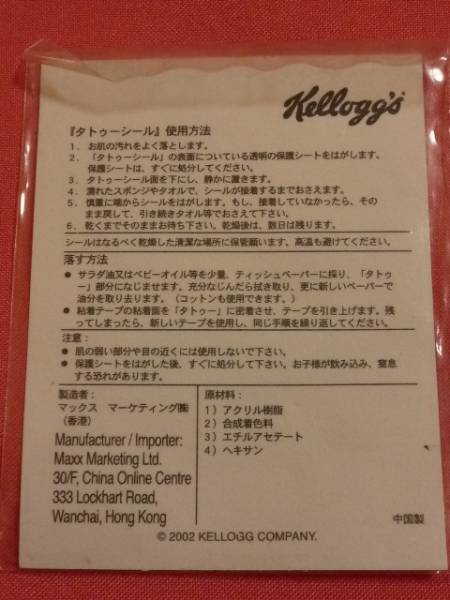 Kellogg's
『タトゥーシール』使用方法
1． お肌の汚れをよく落とします。
2． 「タトゥーシール」の表面についている透明の保護シートをはがします。
保護シートは、すぐに処分してください。
3． タトゥーシール面を下にし、静かに置きます。
4． 濡れたスポンジやタオルで、シールが接着するまでおさえます。
5． 慎重に端からシールをはがします。もし、接着していなかったら、そのまま
ま戻して、引き続きタオル等でおさえて下さい。
6． 乾くまでそのままお待ち下さい。乾燥後は、数日は残ります。
シールはなるべく乾燥した清潔な場所に保管願います。高温も避けてください。
落す方法
● サラダ油又はベビーオイル等を少量、ティッシュペーパーに採り、「タトゥ
ー」部分になじませます。充分なじんだら拭き取り、更に新しいペーパーで
油分を取り去ります。（コットンも使用できます。）
● 粘着テープの粘着面を「タトゥー」に密着させ、テープを引き上げます。残
ってしまったら、新しいテープを使用し、同じ手順を繰り返してください。
注意：
● 肌の弱い部分や目の近くには使用しないで下さい。
● 保護シートをはがした後、すぐに処分して下さい。お子様が飲み込み、窒息
する恐れがあります。
製造者：
マックス マーケティング㈱
（香港）
Manufacturer / Importer:
Maxx Marketing Ltd.
30/F, China Online Centre
333 Lockhart Road,
Wanchai, Hong Kong
原材料：
1）アクリル樹脂
2）合成着色料
3）エチルアセテート
4）ヘキサン
中国製
© 2002 KELLOGG COMPANY.